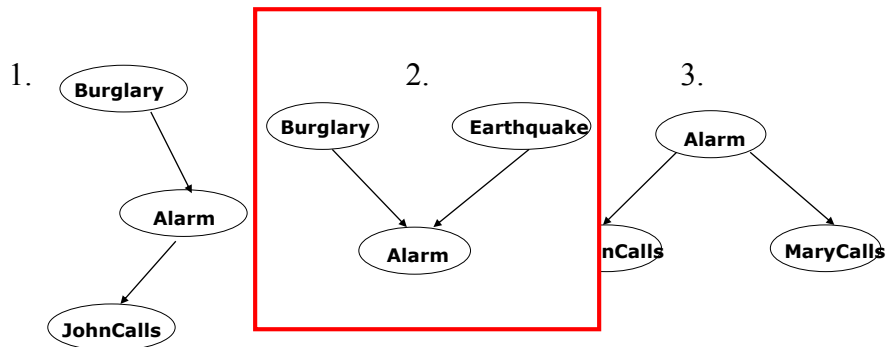 1.
Burglary
Alarm
JohnCalls
2.
Burglary
Earthquake
Alarm
3.
Alarm
nCalls
MaryCalls